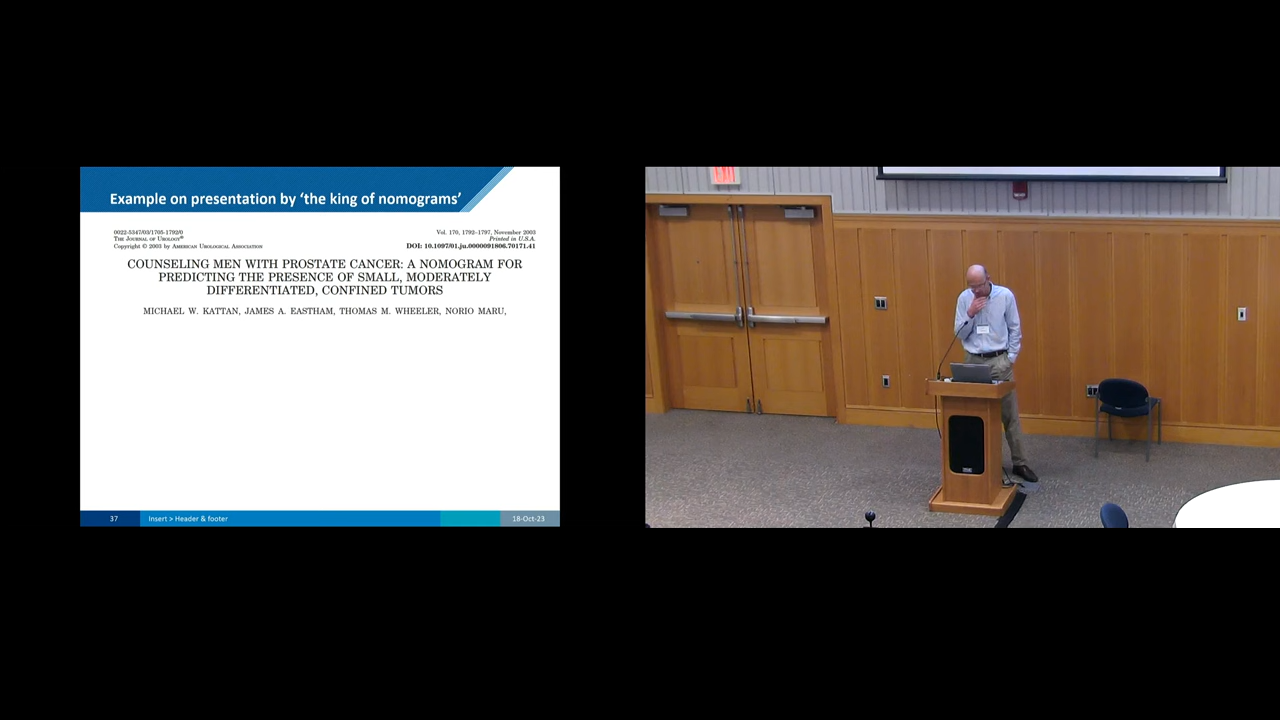 Example on presentation by ‘the king of nomograms’
0022-5347/03/1705-1792/0
THE JOURNAL OF UROLOGY®
Copyright © 2003 by AMERICAN UROLOGICAL ASSOCIATION
Vol. 170, 1792–1797, November 2003
Printed in U.S.A.
DOI: 10.1097/01.ju.0000091806.70171.41
COUNSELING MEN WITH PROSTATE CANCER: A NOMOGRAM FOR
PREDICTING THE PRESENCE OF SMALL, MODERATELY
DIFFERENTIATED, CONFINED TUMORS
MICHAEL W. KATTAN, JAMES A. EASTHAM, THOMAS M. WHEELER, NORIO MARU,
37
Insert > Header & footer
18-Oct-23